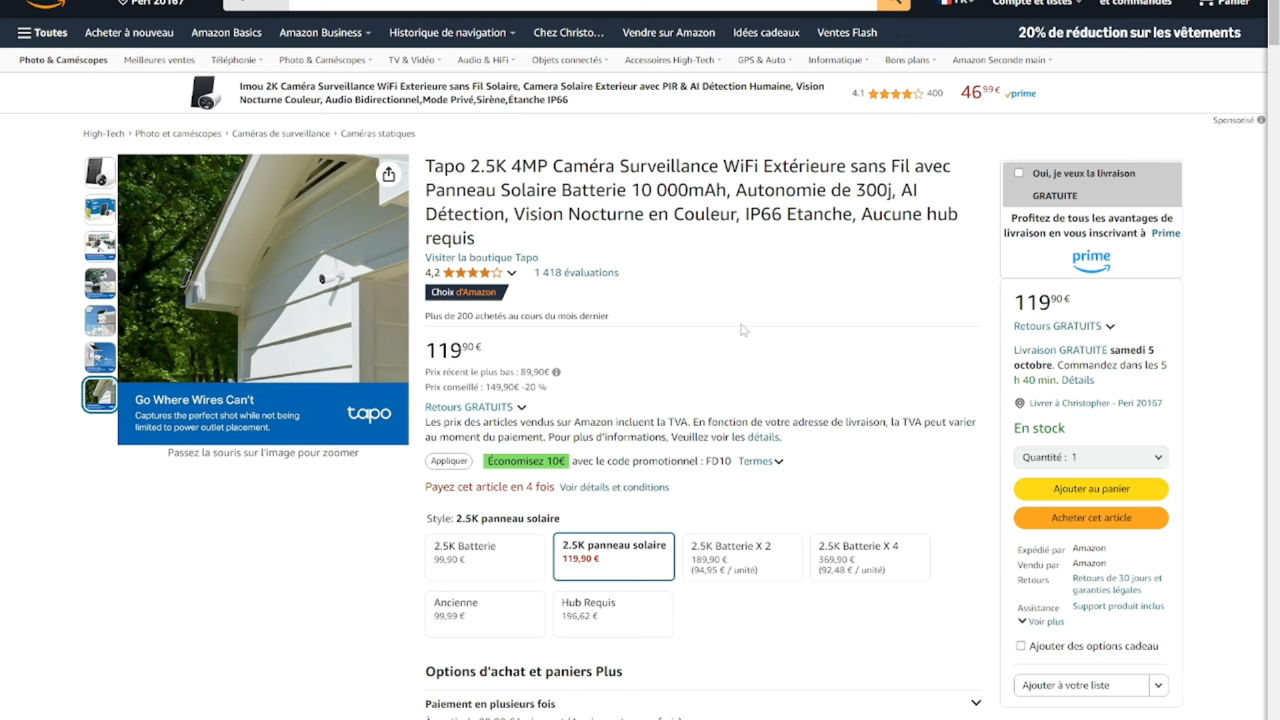 Peri 20167
FR
Compte et listes
et commandes
Panier
Toutes
Acheter à nouveau
Amazon Basics
Amazon Business
Historique de navigation
Chez Christo...
Vendre sur Amazon
Idées cadeaux
Ventes Flash
20% de réduction sur les vêtements
Photo & Caméscopes
Meilleures ventes
Téléphonie
Photo & Caméscopes
TV & Vidéo
Audio & HiFi
Objets connectés
Accessoires High-Tech
GPS & Auto
Informatique
Bons plans
Amazon Seconde main
Imou 2K Caméra Surveillance WiFi Exterieure sans Fil Solaire, Camera Solaire Exterieur avec PIR & AI Détection Humaine, Vision
Nocturne Couleur, Audio Bidirectionnel,Mode Privé,Sirène,Étanche IP66
4.1
400
46,99€
prime
Sponsorisé
High-Tech › Photo et caméscopes › Caméras de surveillance › Caméras statiques
Tapo 2.5K 4MP Caméra Surveillance WiFi Extérieure sans Fil avec
Panneau Solaire Batterie 10 000mAh, Autonomie de 300j, AI
Détection, Vision Nocturne en Couleur, IP66 Etanche, Aucune hub
requis
Visiter la boutique Tapo
4,2
1 418 évaluations
Choix d'Amazon
Plus de 200 achetés au cours du mois dernier
119 90 €
Prix récent le plus bas : 89,90€
Prix conseillé : 149,90€ -20 %
Retours GRATUITS
Les prix des articles vendus sur Amazon incluent la TVA. En fonction de votre adresse de livraison, la TVA peut varier
au moment du paiement. Pour plus d'informations, Veuillez voir les détails.
Appliquer
Économisez 10€ avec le code promotionnel : FD10 Termes
Payez cet article en 4 fois Voir détails et conditions
Style: 2.5K panneau solaire
2.5K Batterie
99,90 €
2.5K panneau solaire
119,90 €
2.5K Batterie X 2
189,90 €
(94,95 € / unité)
2.5K Batterie X 4
369,90 €
(92,48 € / unité)
Ancienne
99,99 €
Hub Requis
196,62 €
Options d'achat et paniers Plus
Paiement en plusieurs fois
Go Where Wires Can't
Captures the perfect shot while not being
limited to power outlet placement.
tapo
Passez la souris sur l'image pour zoomer
Oui, je veux la livraison
GRATUITE
Profitez de tous les avantages de
livraison en vous inscrivant à Prime
prime
119 90 €
Retours GRATUITS
Livraison GRATUITE samedi 5
octobre. Commandez dans les 5
h 40 min. Détails
Livrer à Christopher - Peri 20167
En stock
Quantité : 1
Ajouter au panier
Acheter cet article
Expédié par Amazon
Vendu par Amazon
Retours Retours de 30 jours et
garanties légales
Assistance Support produit inclus
Voir plus
Ajouter des options cadeau
Ajouter à votre liste